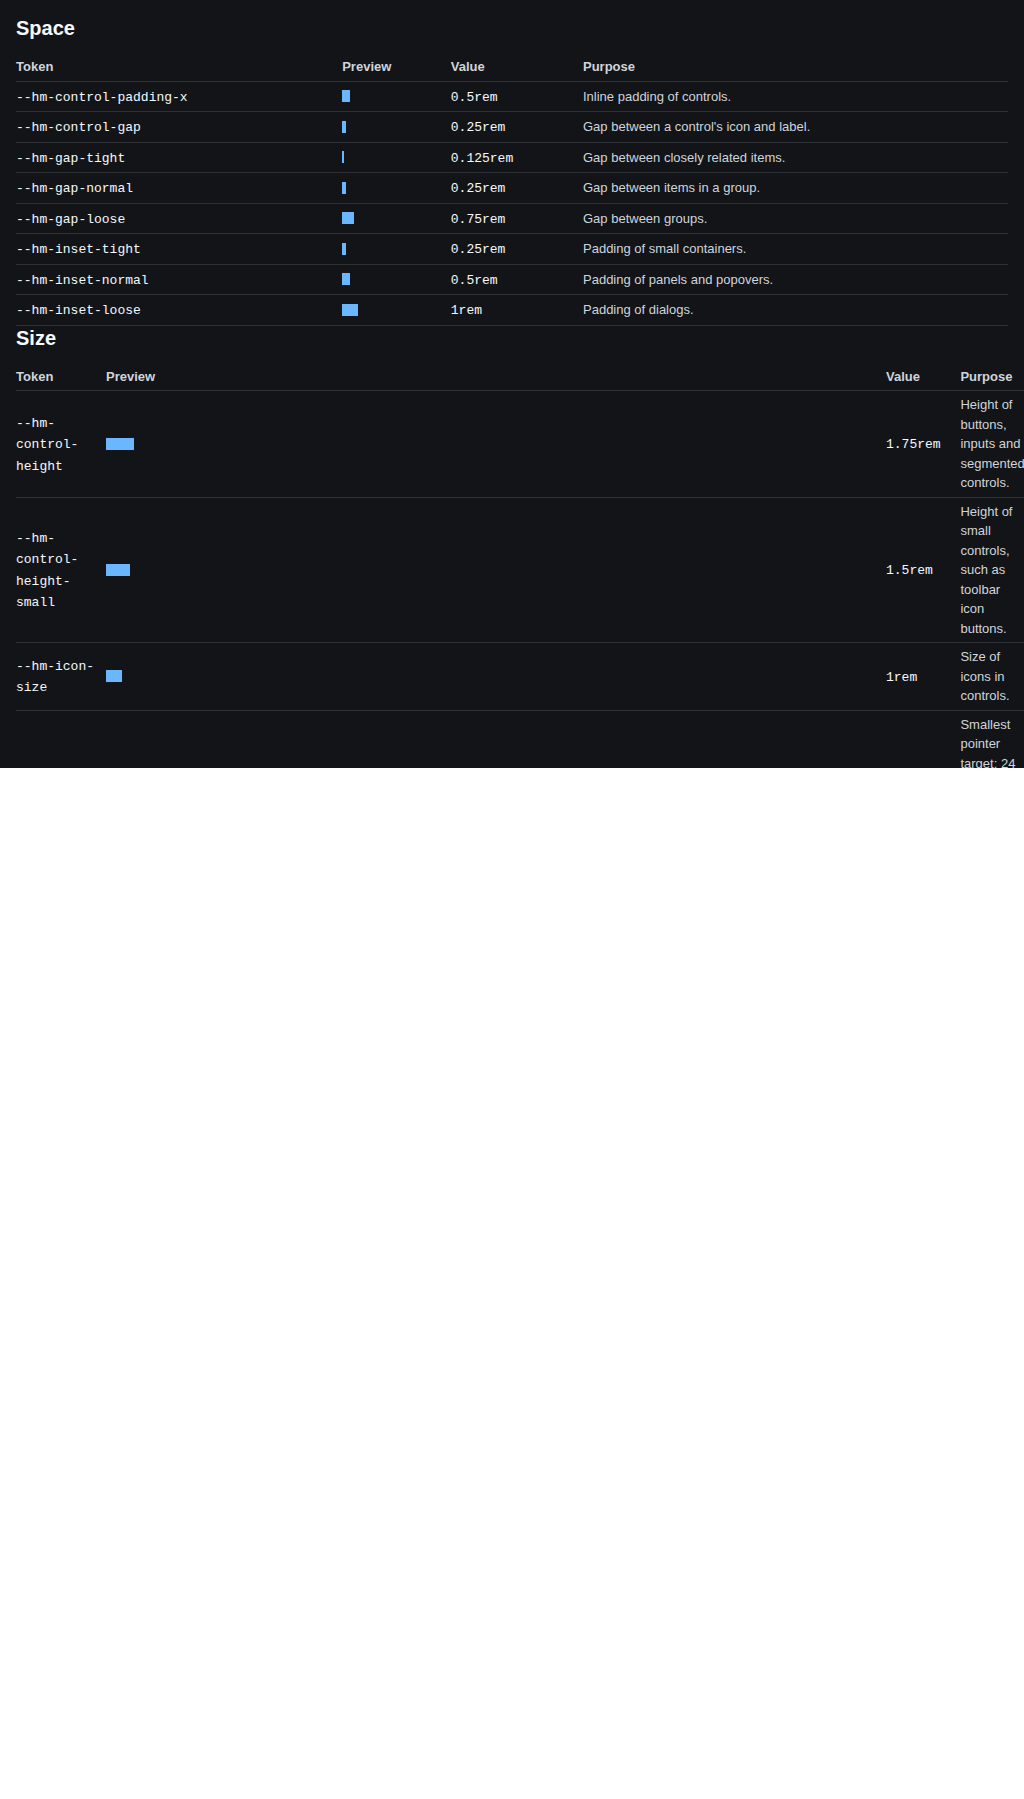 Space
Token Preview Value Purpose
--hm-control-padding-x 0.5rem Inline padding of controls.
--hm-control-gap 0.25rem Gap between a control's icon and label.
--hm-gap-tight 0.125rem Gap between closely related items.
--hm-gap-normal 0.25rem Gap between items in a group.
--hm-gap-loose 0.75rem Gap between groups.
--hm-inset-tight 0.25rem Padding of small containers.
--hm-inset-normal 0.5rem Padding of panels and popovers.
--hm-inset-loose 1rem Padding of dialogs.
Size
Token Preview Value Purpose
--hm-
control-
height
1.75rem
Height of
buttons,
inputs and
segmented
controls.
--hm-
control-
height-
small
1.5rem
Height of
small
controls,
such as
toolbar
icon
buttons.
--hm-icon-
size
1rem
Size of
icons in
controls.
Smallest
pointer
target: 24